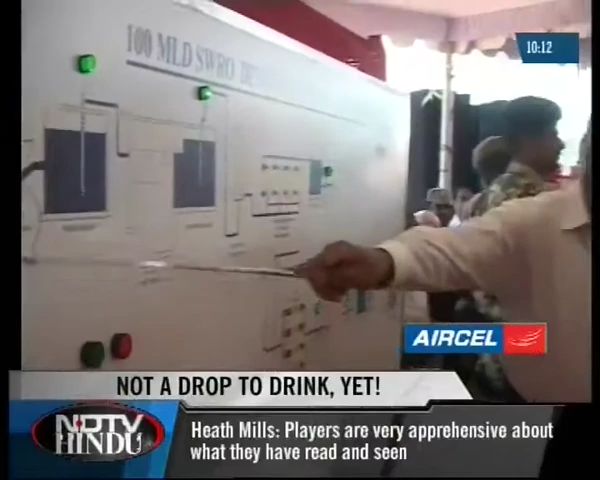 100 MLD SWRO
10:12
AIRCEL
NOT A DROP TO DRINK, YET!
NDTV
HINDU
Heath Mills: Players are very apprehensive about
what they have read and seen